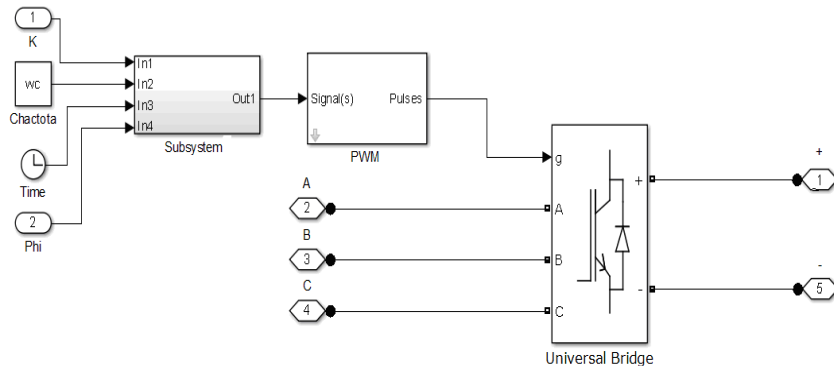 1
K
wc
Chactota
Time
2
Phi
In1
In2
In3
In4
Out1
Subsystem
Signal(s)
Pulses
PWM
A
2
B
3
C
4
g
A
B
C
+
-
Universal Bridge
+
1
-
5